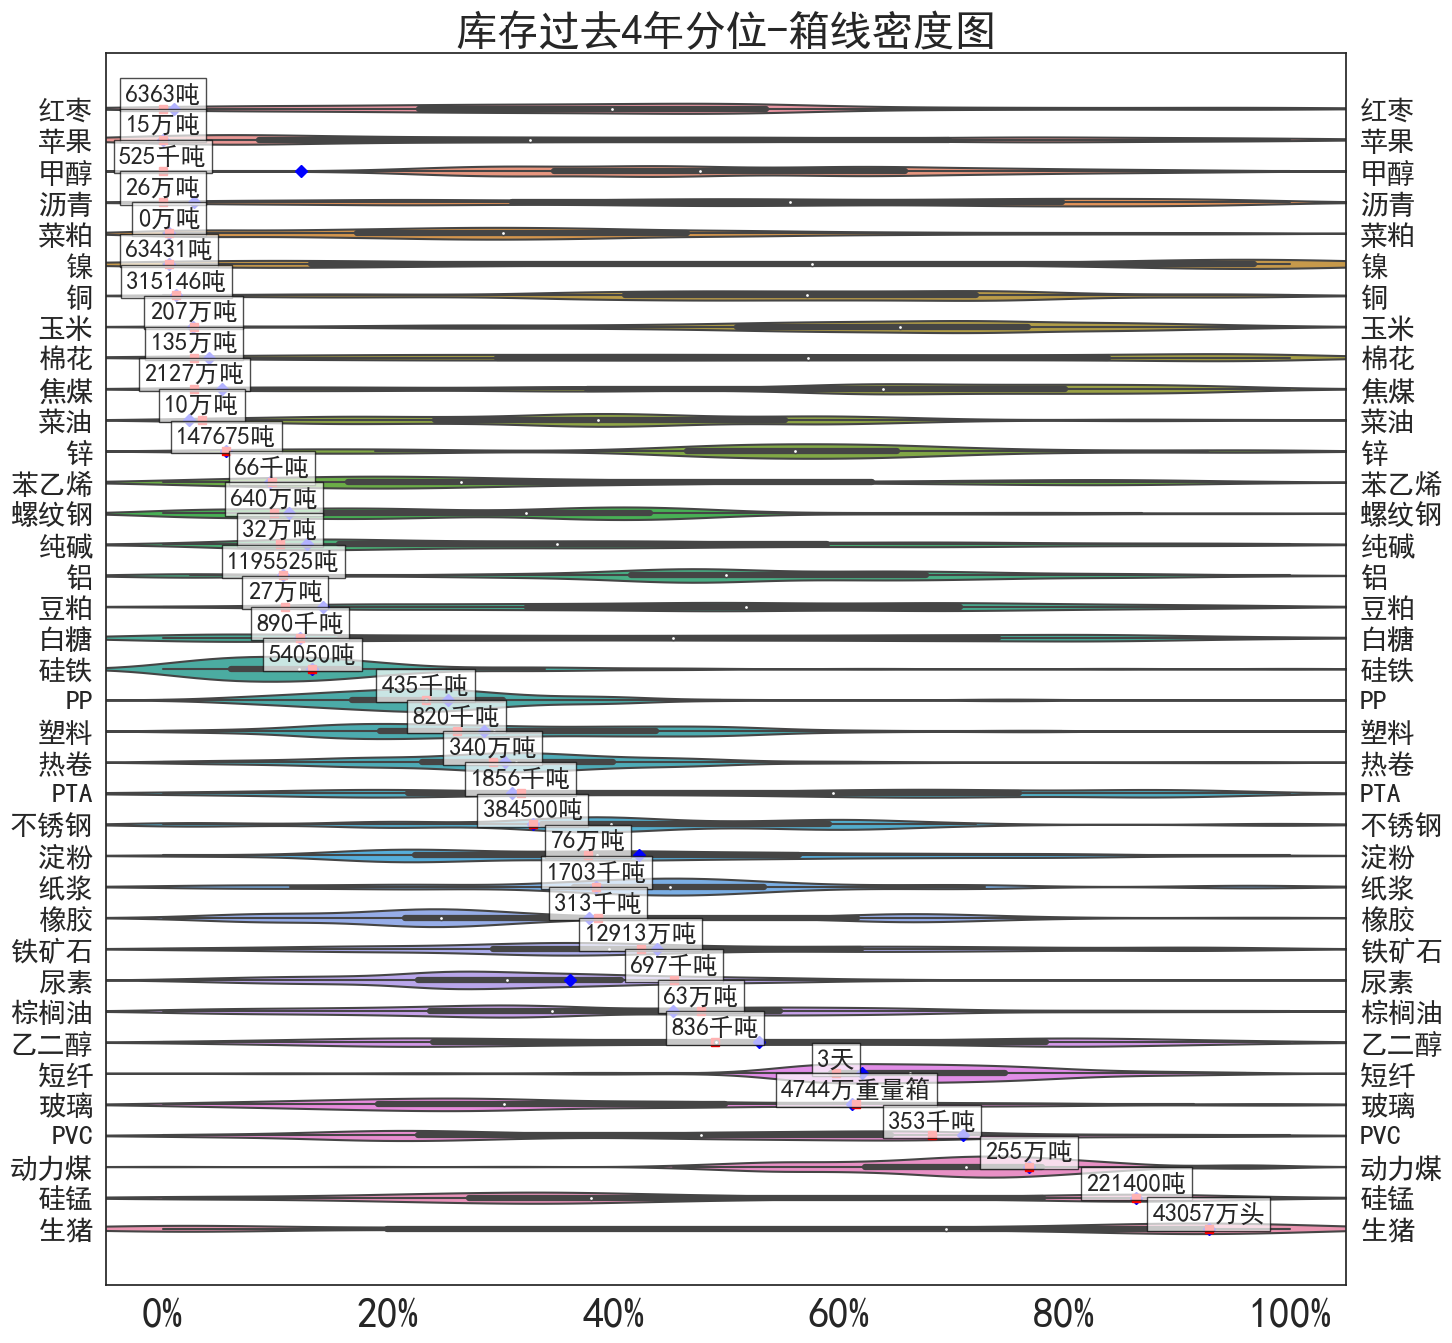 库存过去4年分位-箱线密度图
红枣 6363吨 红枣
苹果 15万吨 苹果
甲醇 525千吨 甲醇
沥青 26万吨 沥青
菜粕 0万吨 菜粕
镍 63431吨 镍
铜 315146吨 铜
玉米 207万吨 玉米
棉花 135万吨 棉花
焦煤 2127万吨 焦煤
菜油 10万吨 菜油
锌 147675吨 锌
苯乙烯 66千吨 苯乙烯
螺纹钢 640万吨 螺纹钢
纯碱 32万吨 纯碱
铝 1195525吨 铝
豆粕 27万吨 豆粕
白糖 890千吨 白糖
硅铁 54050吨 硅铁
PP 435千吨 PP
塑料 820千吨 塑料
热卷 340万吨 热卷
PTA 1856千吨 PTA
不锈钢 384500吨 不锈钢
淀粉 76万吨 淀粉
纸浆 1703千吨 纸浆
橡胶 313千吨 橡胶
铁矿石 12913万吨 铁矿石
尿素 697千吨 尿素
棕榈油 63万吨 棕榈油
乙二醇 836千吨 乙二醇
短纤 3天 短纤
玻璃 4744万重量箱 玻璃
PVC 353千吨 PVC
动力煤 255万吨 动力煤
硅锰 221400吨 硅锰
生猪 43057万头 生猪
0% 20% 40% 60% 80% 100%